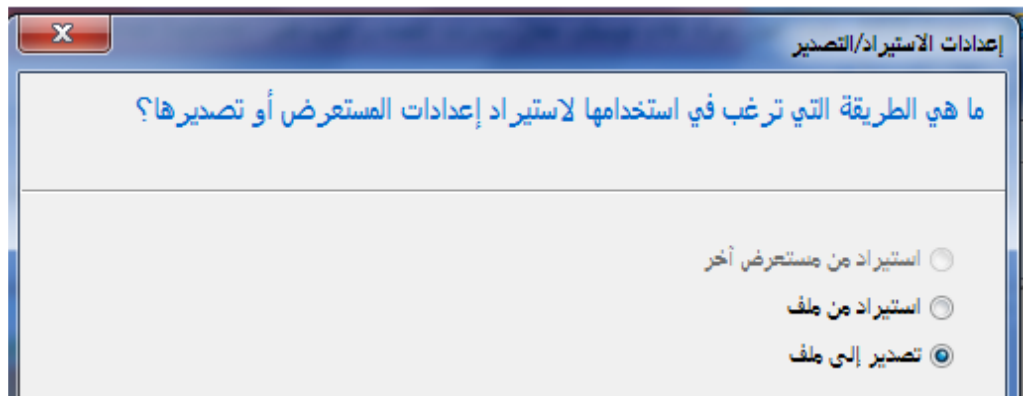 إعدادات الاستيراد/التصدير
ما هي الطريقة التي ترغب في استخدامها لاستيراد إعدادات المستعرض أو تصديرها؟
استيراد من مستعرض آخر
استيراد من ملف
تصدير إلى ملف